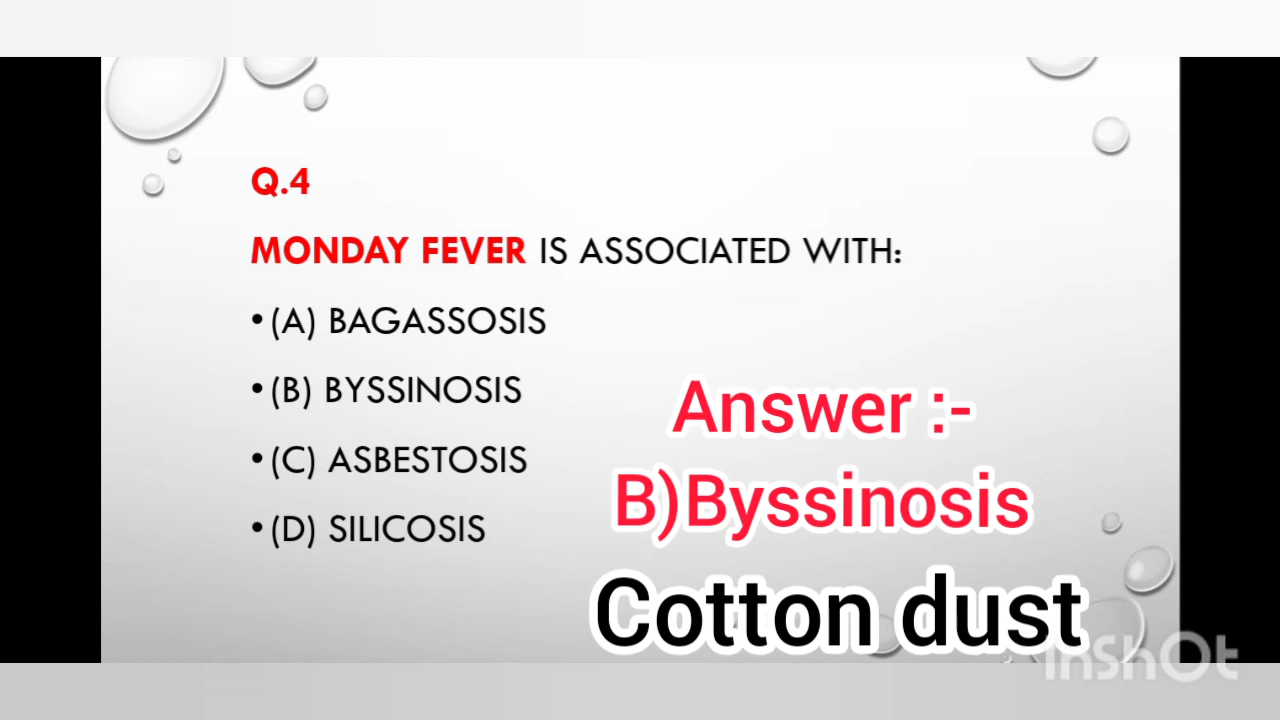 Q.4
MONDAY FEVER IS ASSOCIATED WITH:
• (A) BAGASSOSIS
• (B) BYSSINOSIS
• (C) ASBESTOSIS
• (D) SILICOSIS
Answer :-
B)Byssinosis
Cotton dust
InShOt